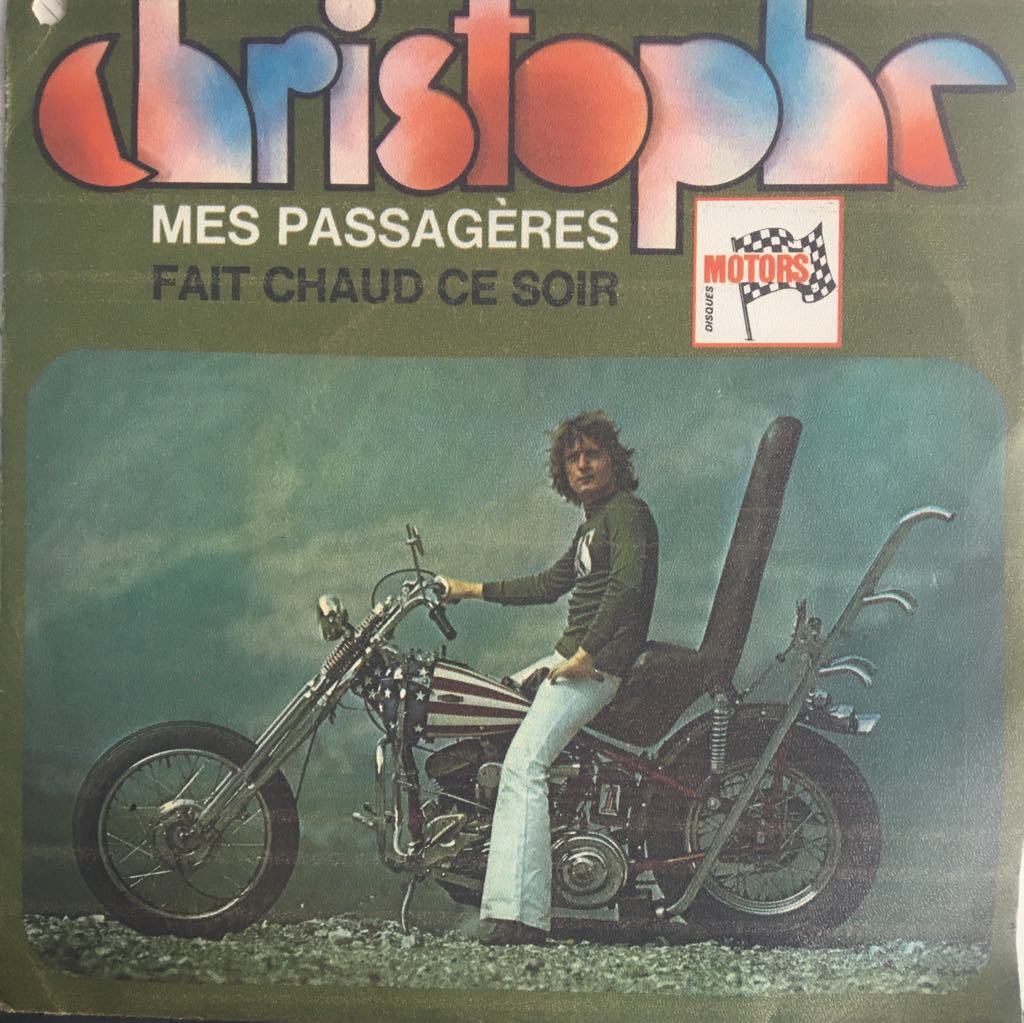 christophe
MES PASSAGÈRES
FAIT CHAUD CE SOIR
DISQUES
MOTORS